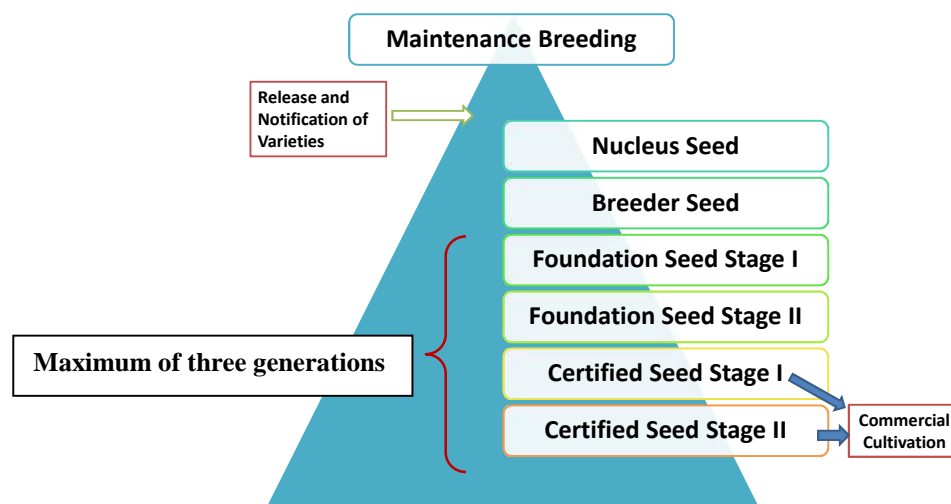 Maintenance Breeding
Release and
Notification of
Varieties
Nucleus Seed
Breeder Seed
Foundation Seed Stage I
Foundation Seed Stage II
Maximum of three generations
Certified Seed Stage I
Certified Seed Stage II
Commercial
Cultivation